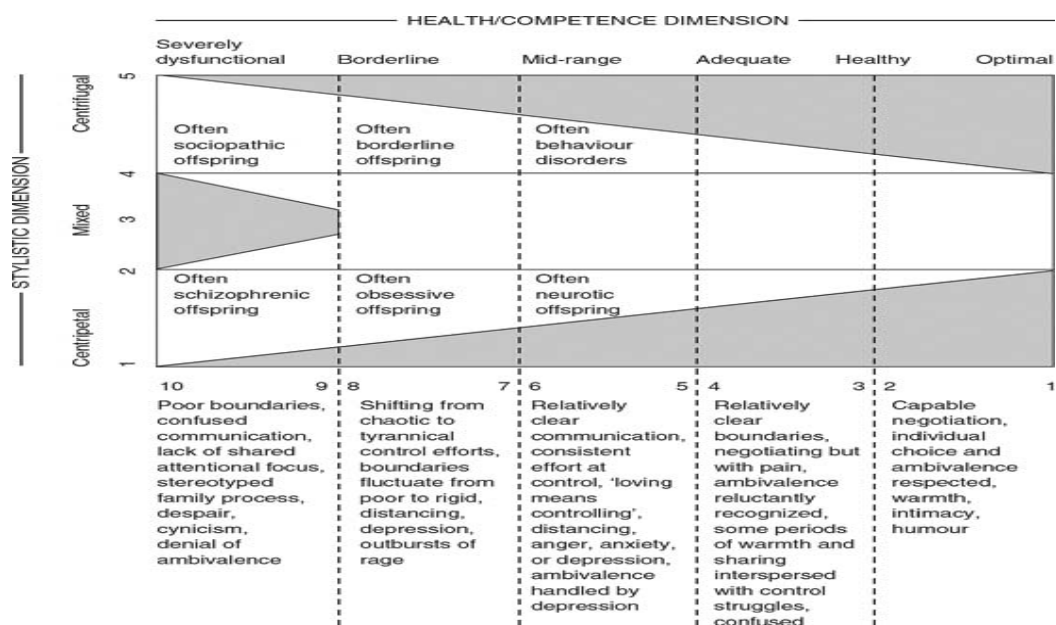 HEALTH/COMPETENCE DIMENSION
Severely
dysfunctional
Borderline
Mid-range
Adequate
Healthy
Optimal
STYLISTIC DIMENSION
Centrifugal
Mixed
Centripetal
5
4
3
2
1
Often
sociopathic
offspring
Often
borderline
offspring
Often
behaviour
disorders
Often
schizophrenic
offspring
Often
obsessive
offspring
Often
neurotic
offspring
10 9 8 7 6 5 4 3 2 1
Poor boundaries,
confused
communication,
lack of shared
attentional focus,
stereotyped
family process,
despair,
cynicism,
denial of
ambivalence
Shifting from
chaotic to
tyrannical
control efforts,
boundaries
fluctuate from
poor to rigid,
distancing,
depression,
outbursts of
rage
Relatively
clear
communication,
consistent
effort at
control, ‘loving
means
controlling’,
distancing,
anger, anxiety,
or depression,
ambivalence
handled by
depression
Relatively
clear
boundaries,
negotiating but
with pain,
ambivalence
reluctantly
recognized,
some periods
of warmth and
sharing
interspersed
with control
struggles,
confused
Capable
negotiation,
individual
choice and
ambivalence
respected,
warmth,
intimacy,
humour